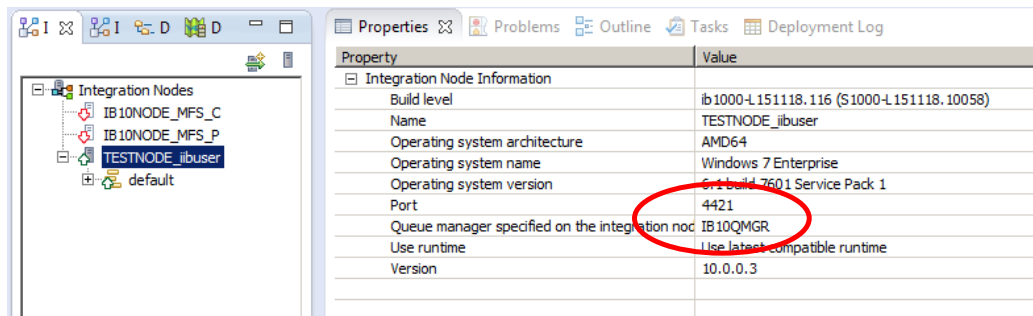 I I D D
Integration Nodes
IB10NODE_MFS_C
IB10NODE_MFS_P
TESTNODE_iibuser
default
Properties Problems Outline Tasks Deployment Log
Property Value
Integration Node Information
Build level ib1000-L151118.116 (S1000-L151118.10058)
Name TESTNODE_iibuser
Operating system architecture AMD64
Operating system name Windows 7 Enterprise
Operating system version 6.1 build 7601 Service Pack 1
Port 4421
Queue manager specified on the integration nod IB10QMGR
Use runtime Use latest compatible runtime
Version 10.0.0.3